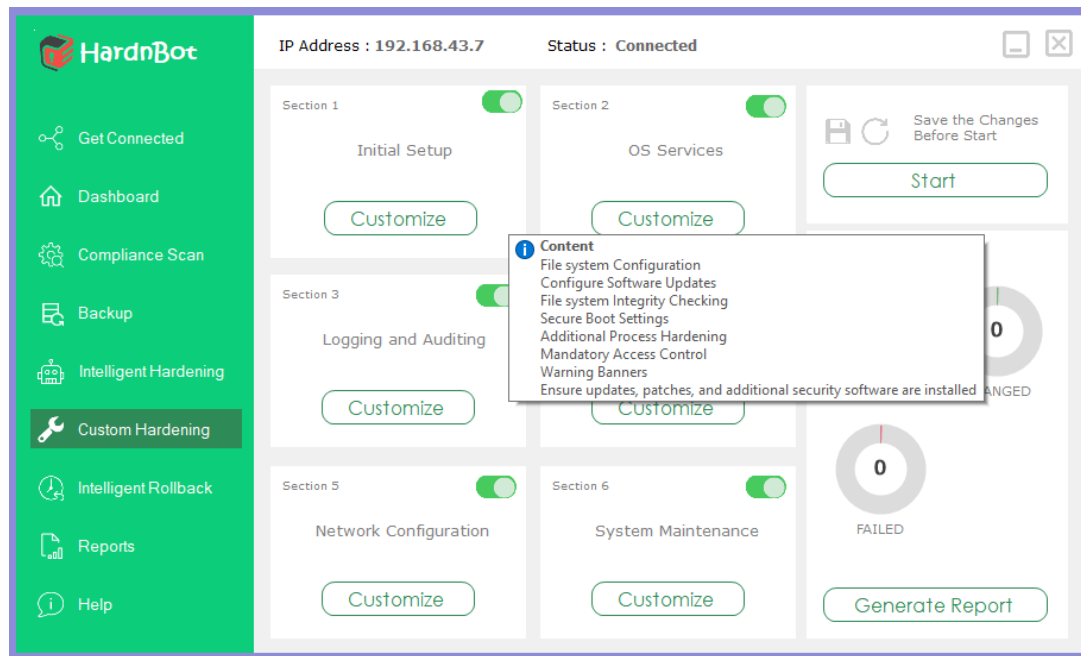 HardnBot
IP Address : 192.168.43.7
Status : Connected
Get Connected
Dashboard
Compliance Scan
Backup
Intelligent Hardening
Custom Hardening
Intelligent Rollback
Reports
Help
Section 1
Initial Setup
Customize
Section 2
OS Services
Customize
Save the Changes
Before Start
Start
Content
File system Configuration
Configure Software Updates
File system Integrity Checking
Secure Boot Settings
Additional Process Hardening
Mandatory Access Control
Warning Banners
Ensure updates, patches, and additional security software are installed
Section 3
Logging and Auditing
Customize
Customize
0
ANGED
Section 5
Network Configuration
Customize
Section 6
System Maintenance
Customize
0
FAILED
Generate Report